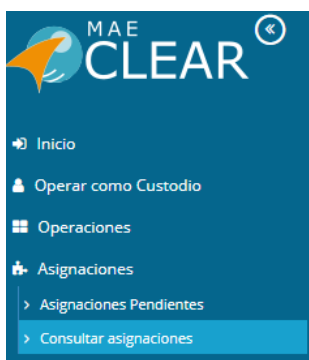 MAE
CLEAR
Inicio
Operar como Custodio
Operaciones
Asignaciones
Asignaciones Pendientes
Consultar asignaciones